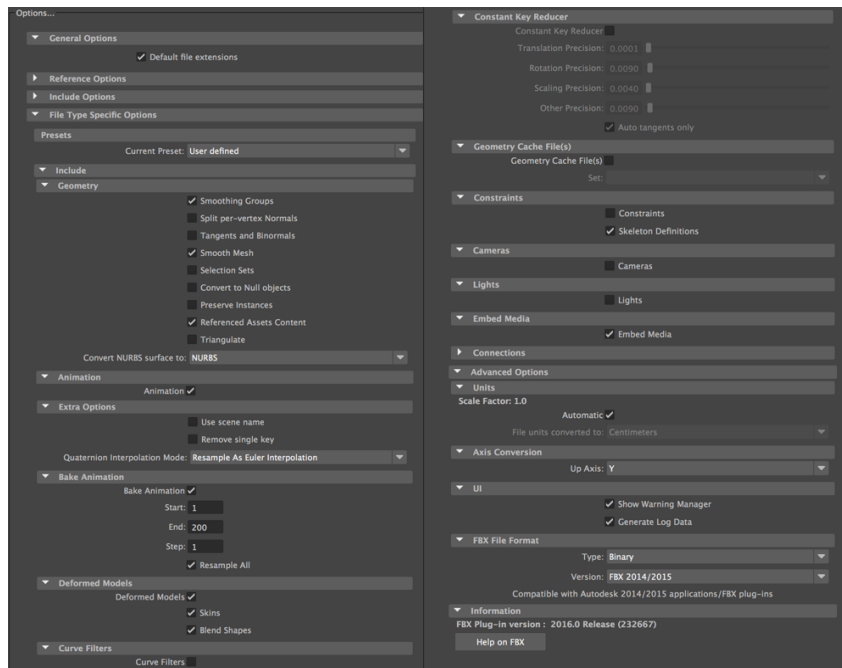 Options...
General Options
Default file extensions
Reference Options
Include Options
File Type Specific Options
Presets
Current Preset: User defined
Include
Geometry
Smoothing Groups
Split per-vertex Normals
Tangents and Binormals
Smooth Mesh
Selection Sets
Convert to Null objects
Preserve Instances
Referenced Assets Content
Triangulate
Convert NURBS surface to: NURBS
Animation
Animation
Extra Options
Use scene name
Remove single key
Quaternion Interpolation Mode: Resample As Euler Interpolation
Bake Animation
Bake Animation
Start: 1
End: 200
Step: 1
Resample All
Deformed Models
Deformed Models
Skins
Blend Shapes
Curve Filters
Curve Filters
Constant Key Reducer
Constant Key Reducer
Translation Precision: 0.0001
Rotation Precision: 0.0090
Scaling Precision: 0.0040
Other Precision: 0.0090
Auto tangents only
Geometry Cache File(s)
Geometry Cache File(s)
Set:
Constraints
Constraints
Skeleton Definitions
Cameras
Cameras
Lights
Lights
Embed Media
Embed Media
Connections
Advanced Options
Units
Scale Factor: 1.0
Automatic
File units converted to: Centimeters
Axis Conversion
Up Axis: Y
UI
Show Warning Manager
Generate Log Data
FBX File Format
Type: Binary
Version: FBX 2014/2015
Compatible with Autodesk 2014/2015 applications/FBX plug-ins
Information
FBX Plug-in version : 2016.0 Release (232667)
Help on FBX